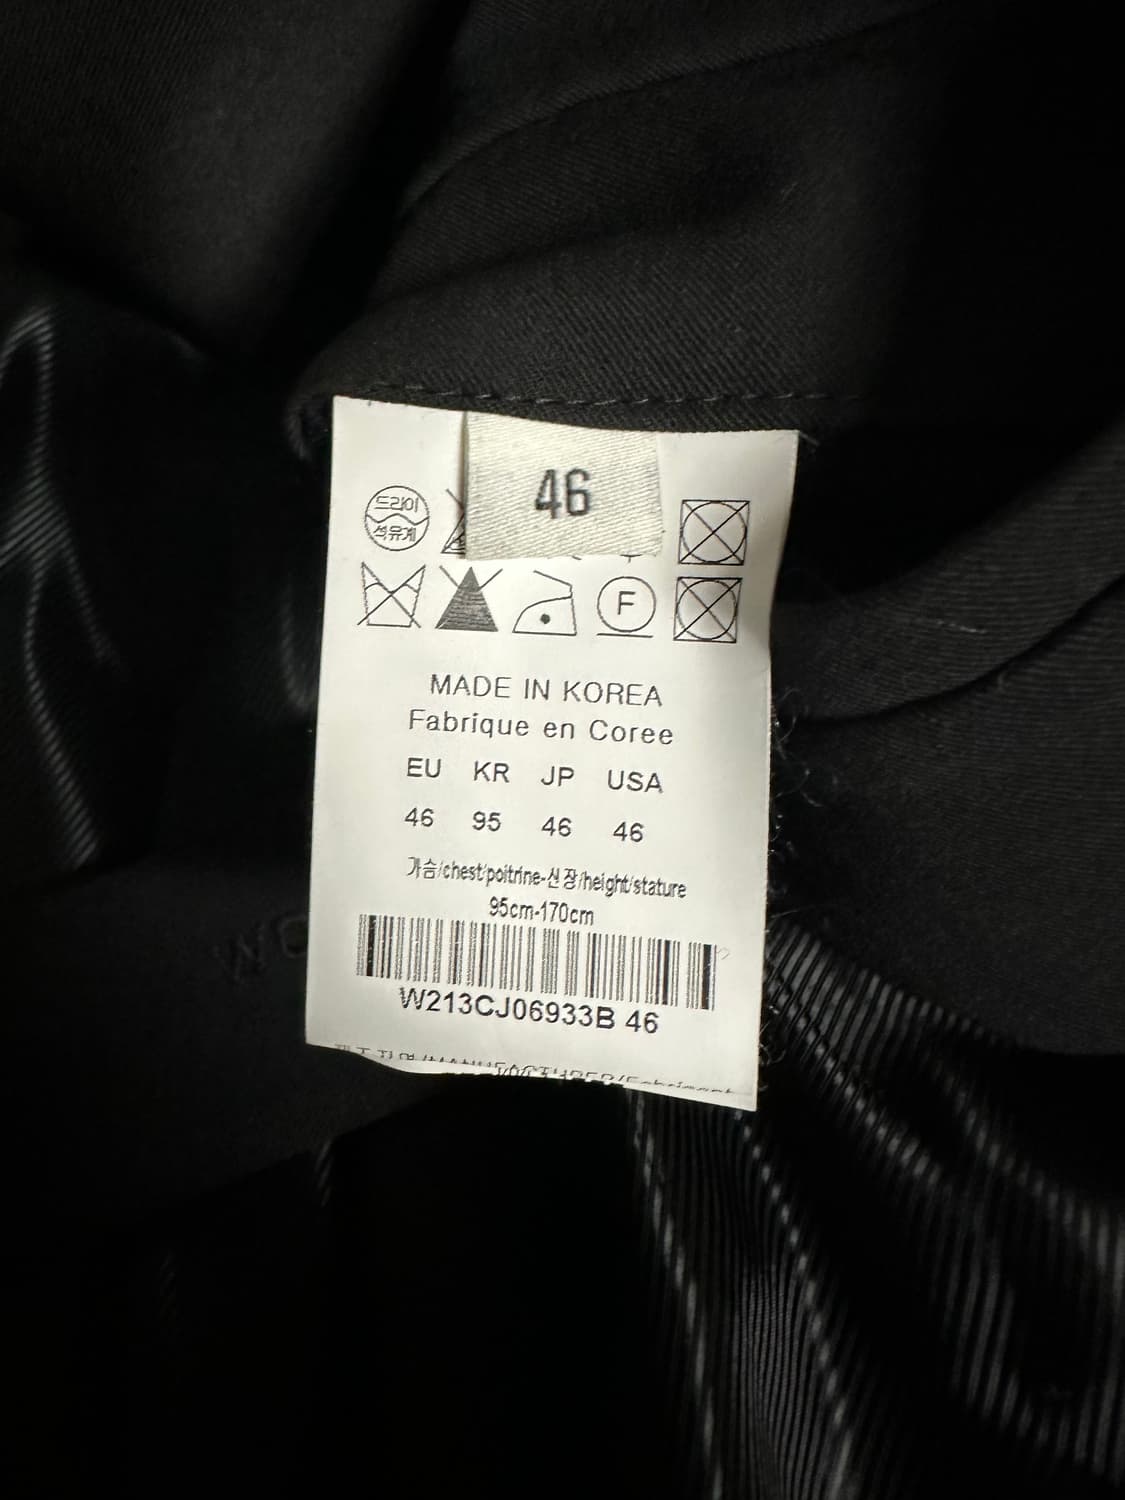 46
드라이
석유계
F
MADE IN KOREA
Fabrique en Coree
EU KR JP USA
46 95 46 46
가슴/chest/poitrine-신장/height/stature
95cm-170cm
W213CJ06933B 46